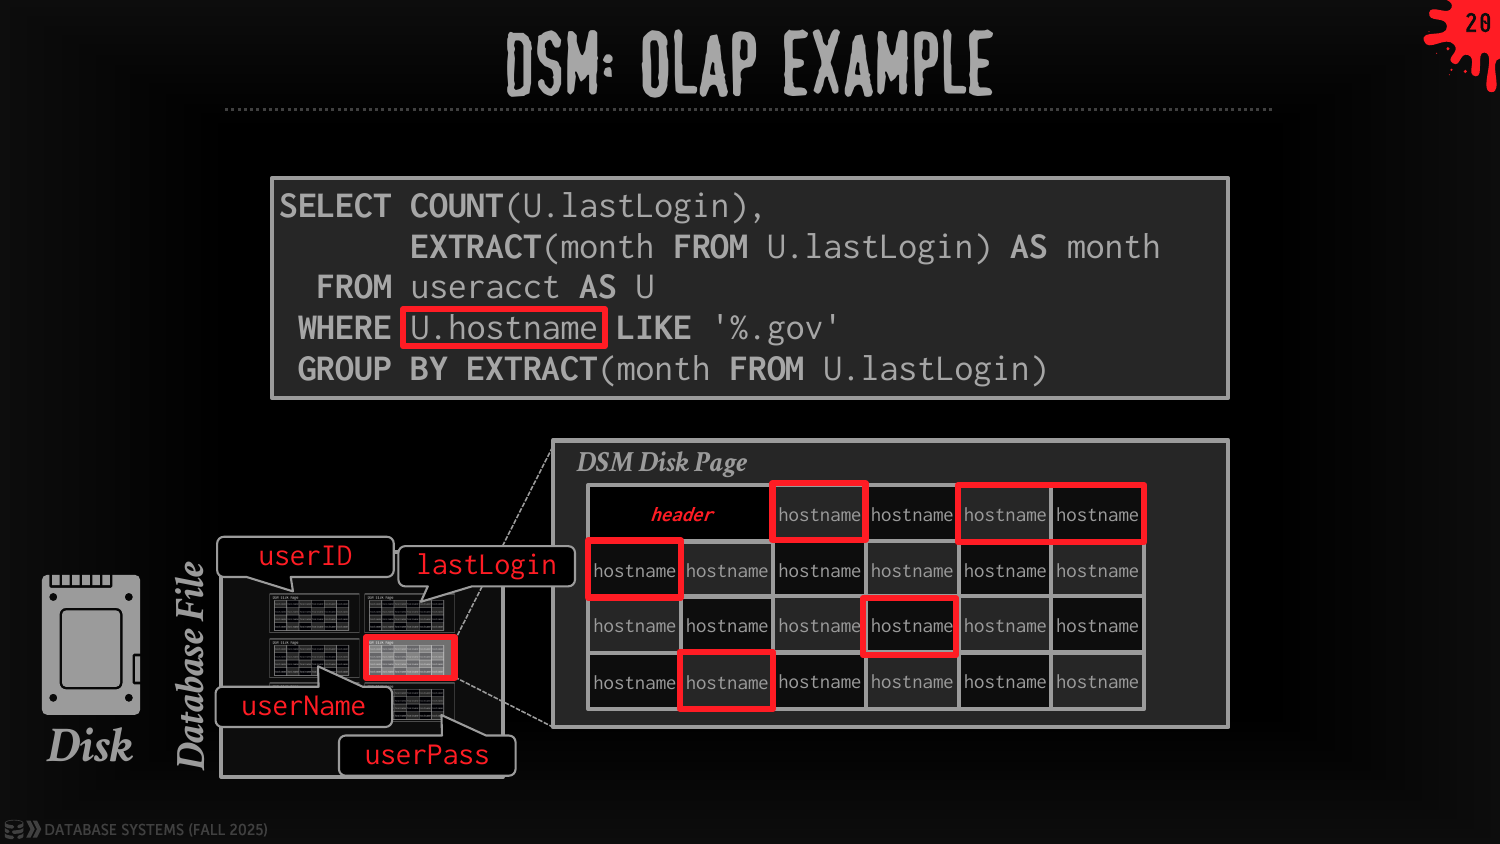 20
DSM: OLAP EXAMPLE
SELECT COUNT(U.lastLogin),
EXTRACT(month FROM U.lastLogin) AS month
FROM useracct AS U
WHERE U.hostname LIKE '%.gov'
GROUP BY EXTRACT(month FROM U.lastLogin)
DSM Disk Page
header hostname hostname hostname hostname
hostname hostname hostname hostname hostname hostname
hostname hostname hostname hostname hostname hostname
hostname hostname hostname hostname hostname hostname
userID
lastLogin
userName
userPass
Database File
Disk
DATABASE SYSTEMS (FALL 2025)